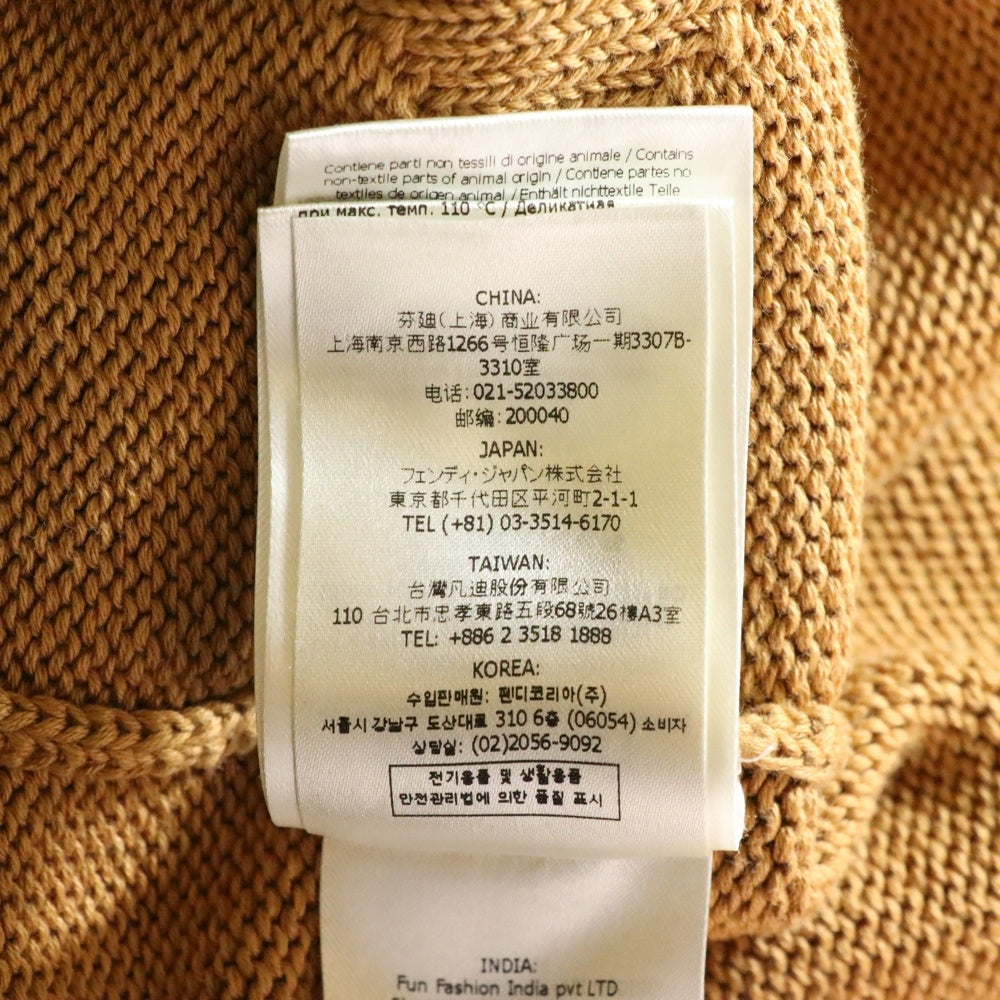 Contiene parti non tessili di origine animale / Contains
non-textile parts of animal origin / Contiene partes no
textiles de origen animal / Enthält nichttextile Teile
при макс. темп. 110 °C / Деликатная
CHINA:
芬廸(上海) 商业有限公司
上海南京西路1266号恒隆广场一期3307B-
3310室
电话: 021-52033800
邮编: 200040
JAPAN:
フェンディ・ジャパン株式会社
東京都千代田区平河町2-1-1
TEL (+81) 03-3514-6170
TAIWAN:
台灣凡迪股份有限公司
110 台北市忠孝東路五段68號26樓A3室
TEL: +886 2 3518 1888
KOREA:
수입판매원: 펜디코리아(주)
서울시 강남구 도산대로 310 6층 (06054) 소비자
상담실: (02)2056-9092
전기용품 및 생활용품
안전관리법에 의한 품질 표시
INDIA:
Fun Fashion India pvt LTD